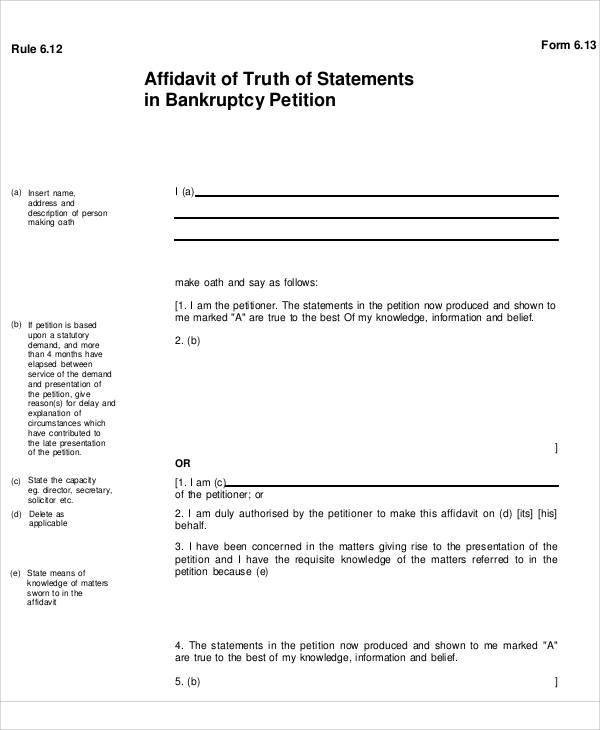 Rule 6.12
Form 6.13
Affidavit of Truth of Statements
in Bankruptcy Petition
(a) Insert name,
address and
description of person
making oath
I (a)
make oath and say as follows:
[1. I am the petitioner. The statements in the petition now produced and shown to
me marked "A" are true to the best Of my knowledge, information and belief.
(b) If petition is based
upon a statutory
demand, and more
than 4 months have
elapsed between
service of the demand
and presentation of
the petition, give
reason(s) for delay and
explanation of
circumstances which
have contributed to
the late presentation
of the petition.
2. (b)
]
OR
(c) State the capacity
eg. director, secretary,
solicitor etc.
[1. I am (c)
of the petitioner; or
(d) Delete as
applicable
2. I am duly authorised by the petitioner to make this affidavit on (d) [its] [his]
behalf.
3. I have been concerned in the matters giving rise to the presentation of the
petition and I have the requisite knowledge of the matters referred to in the
petition because (e)
(e) State means of
knowledge of matters
sworn to in the
affidavit
4. The statements in the petition now produced and shown to me marked "A"
are true to the best of my knowledge, information and belief.
5. (b) ]